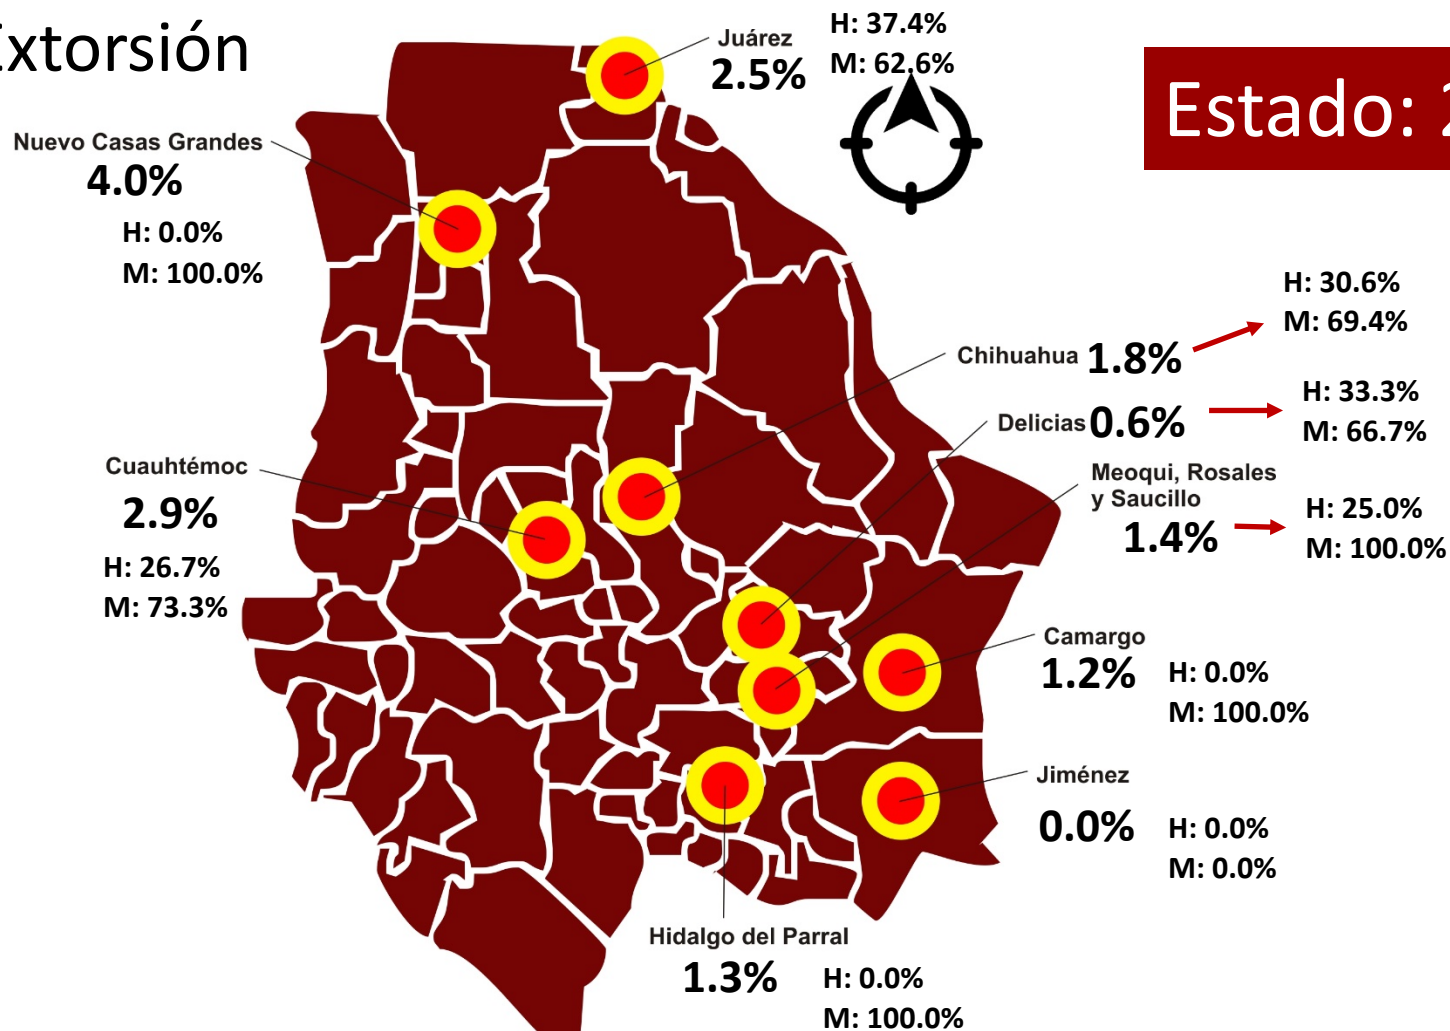 Extorsión
Estado: 2
Juárez
2.5%
H: 37.4%
M: 62.6%
Nuevo Casas Grandes
4.0%
H: 0.0%
M: 100.0%
Chihuahua 1.8%
H: 30.6%
M: 69.4%
Delicias 0.6%
H: 33.3%
M: 66.7%
Meoqui, Rosales
y Saucillo
1.4%
H: 25.0%
M: 100.0%
Cuauhtémoc
2.9%
H: 26.7%
M: 73.3%
Camargo
1.2%
H: 0.0%
M: 100.0%
Jiménez
0.0%
H: 0.0%
M: 0.0%
Hidalgo del Parral
1.3%
H: 0.0%
M: 100.0%